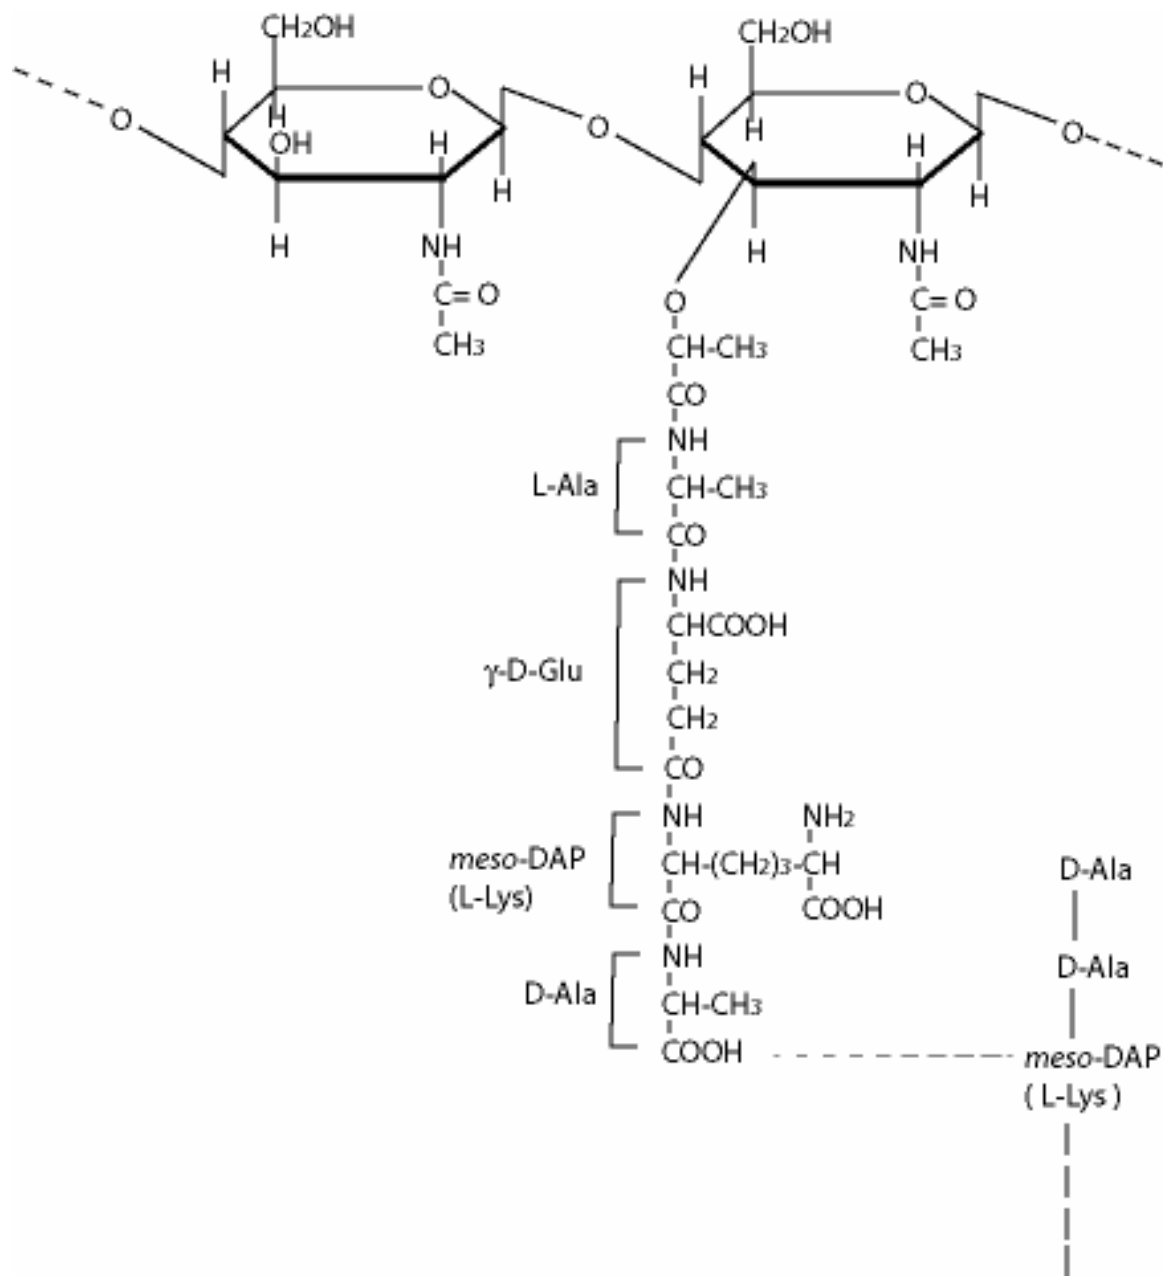 CH2OH CH2OH
H H
O O
O O O
H H
OH H H H
H H
H NH H NH
C=O O C=O
CH3 CH-CH3 CH3
CO
NH
L-Ala CH-CH3
CO
NH
CHCOOH
γ-D-Glu CH2
CH2
CO
NH NH2
meso-DAP CH-(CH2)3-CH D-Ala
(L-Lys) CO COOH
NH D-Ala
D-Ala CH-CH3
COOH meso-DAP
( L-Lys )